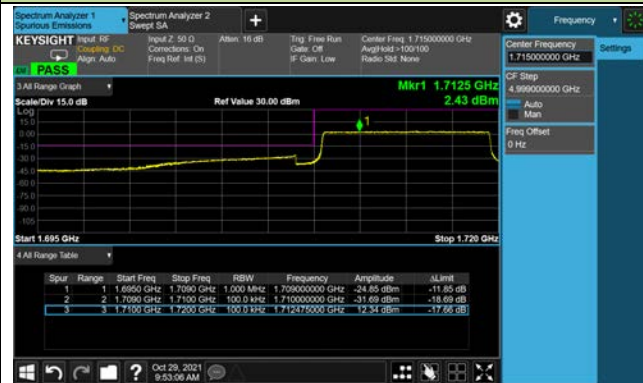 Spectrum Analyzer 1
Spurious Emissions
Spectrum Analyzer 2
Swept SA
Frequency
KEYSIGHT
Input: RF
Coupling: DC
Align: Auto
Input Z: 50 Ω
Corrections: On
Freq Ref: Int (S)
Atten: 16 dB
Trig: Free Run
Gate: Off
IF Gain: Low
Center Freq: 1.715000000 GHz
Avg|Hold:>100/100
Radio Std: None
PASS
Center Frequency
1.715000000 GHz
Settings
CF Step
4.999000000 GHz
Auto
Man
Freq Offset
0 Hz
3 All Range Graph
Mkr1 1.7125 GHz
2.43 dBm
Scale/Div 15.0 dB
Ref Value 30.00 dBm
Log
15.0
0.00
-15.0
-30.0
-45.0
-60.0
-75.0
-90.0
-105
1
Start 1.695 GHz
Stop 1.720 GHz
4 All Range Table
Spur Range Start Freq Stop Freq RBW Frequency Amplitude ΔLimit
1 1 1.6950 GHz 1.7090 GHz 1.000 MHz 1.709000000 GHz -24.85 dBm -11.85 dB
2 2 1.7090 GHz 1.7100 GHz 100.0 kHz 1.710000000 GHz -31.69 dBm -18.69 dB
3 3 1.7100 GHz 1.7200 GHz 100.0 kHz 1.712475000 GHz 12.34 dBm -17.66 dB
Oct 29, 2021
9:53:06 AM